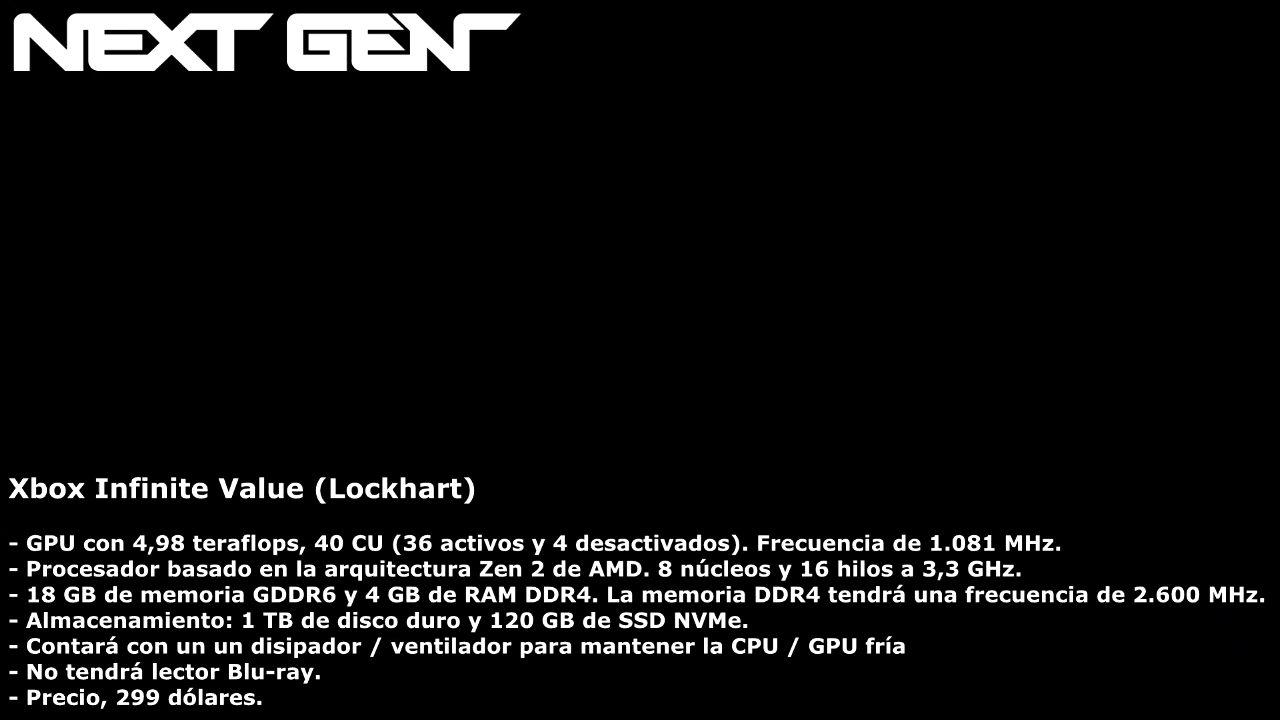 NEXT GEN
Xbox Infinite Value (Lockhart)
- GPU con 4,98 teraflops, 40 CU (36 activos y 4 desactivados). Frecuencia de 1.081 MHz.
- Procesador basado en la arquitectura Zen 2 de AMD. 8 núcleos y 16 hilos a 3,3 GHz.
- 18 GB de memoria GDDR6 y 4 GB de RAM DDR4. La memoria DDR4 tendrá una frecuencia de 2.600 MHz.
- Almacenamiento: 1 TB de disco duro y 120 GB de SSD NVMe.
- Contará con un un disipador / ventilador para mantener la CPU / GPU fría
- No tendrá lector Blu-ray.
- Precio, 299 dólares.